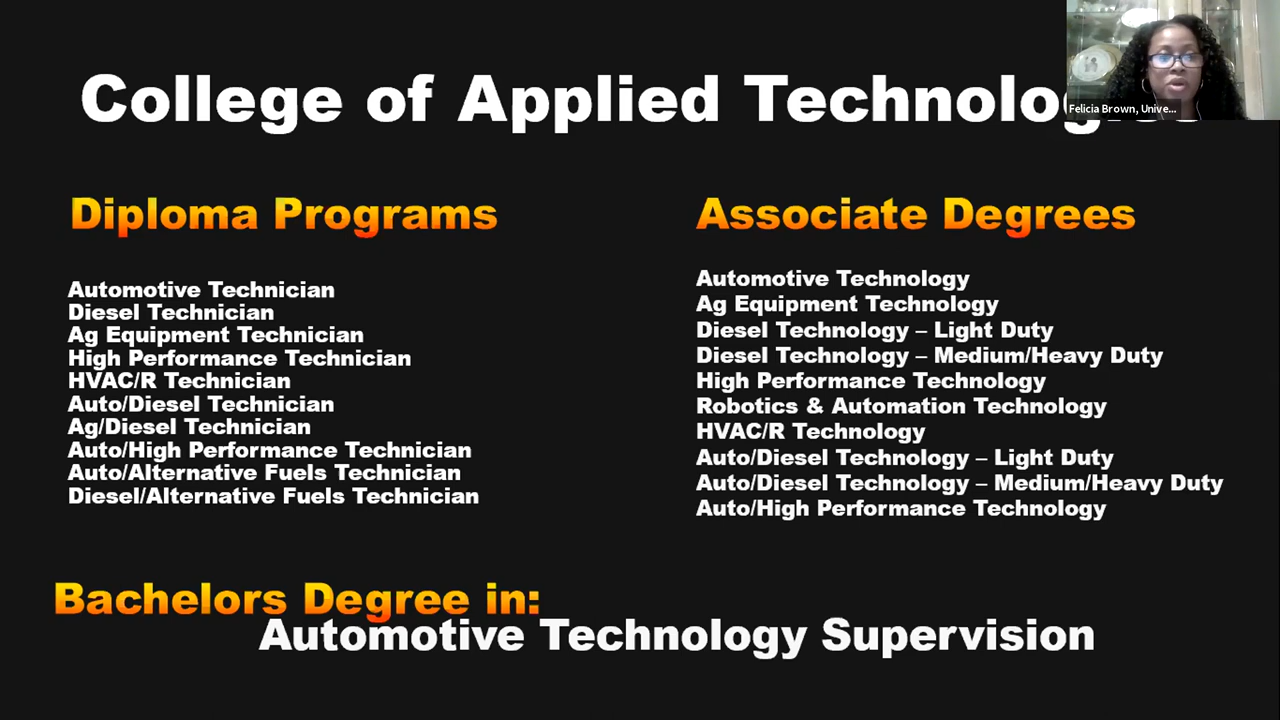 College of Applied
Felicia Brown, Unive...
Diploma Programs
Automotive Technician
Diesel Technician
Ag Equipment Technician
High Performance Technician
HVAC/R Technician
Auto/Diesel Technician
Ag/Diesel Technician
Auto/High Performance Technician
Auto/Alternative Fuels Technician
Diesel/Alternative Fuels Technician
Associate Degrees
Automotive Technology
Ag Equipment Technology
Diesel Technology – Light Duty
Diesel Technology – Medium/Heavy Duty
High Performance Technology
Robotics & Automation Technology
HVAC/R Technology
Auto/Diesel Technology – Light Duty
Auto/Diesel Technology – Medium/Heavy Duty
Auto/High Performance Technology
Bachelors Degree in:
Automotive Technology Supervision